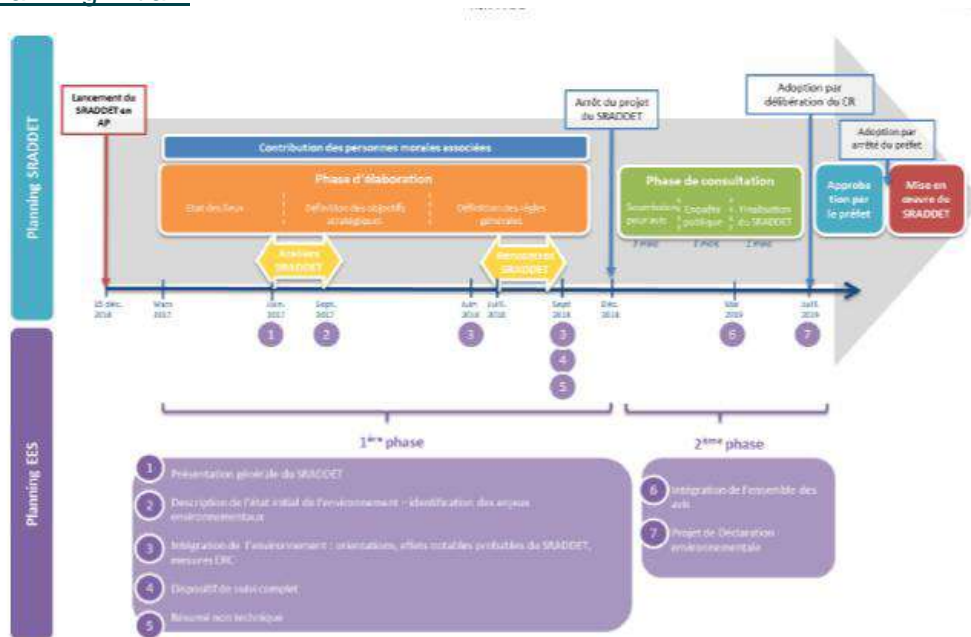 Planning SRADDET
Lancement du
SRADDET en
AP
Arrêt du projet
du SRADDET
Adoption par
délibération du CR
Adoption par
arrêté du préfet
Contribution des personnes morales associées
Phase d'élaboration
Etat des lieux
Définition des objectifs
stratégiques
Définition des règles
générales
Phase de consultation
Soumissions
pour avis
Enquête
publique
Finalisation
du SRADDET
3 mois
Approba
tion par
le préfet
Mise en
œuvre du
SRADDET
Ateliers
SRADDET
Rencontres
SRADDET
15 déc.
2016
Mars
2017
Juin
2017
Sept.
2017
Juin
2018
Juill.
2018
Sept
2018
Déc.
2018
Mai
2019
Juill.
2019
1
2
3
3
4
5
6
7
Planning EES
1ère phase
2ème phase
1 Présentation générale du SRADDET
2 Description de l'état initial de l'environnement – identification des enjeux
environnementaux
3 Intégration de l'environnement : orientations, effets notables probables du SRADDET,
mesures ERC
4 Dispositif de suivi complet
5 Résumé non technique
6 Intégration de l'ensemble des
avis
7 Projet de Déclaration
environnementale